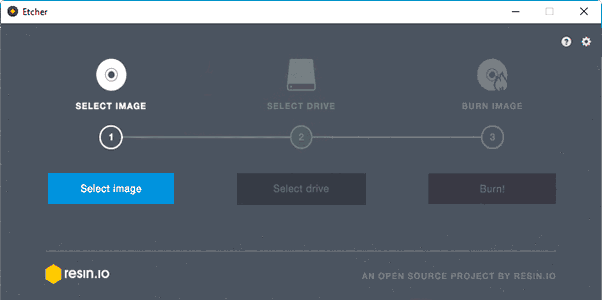 Etcher
SELECT IMAGE
SELECT DRIVE
BURN IMAGE
1
2
3
Select image
Select drive
Burn!
resin.io
AN OPEN SOURCE PROJECT BY RESIN.IO